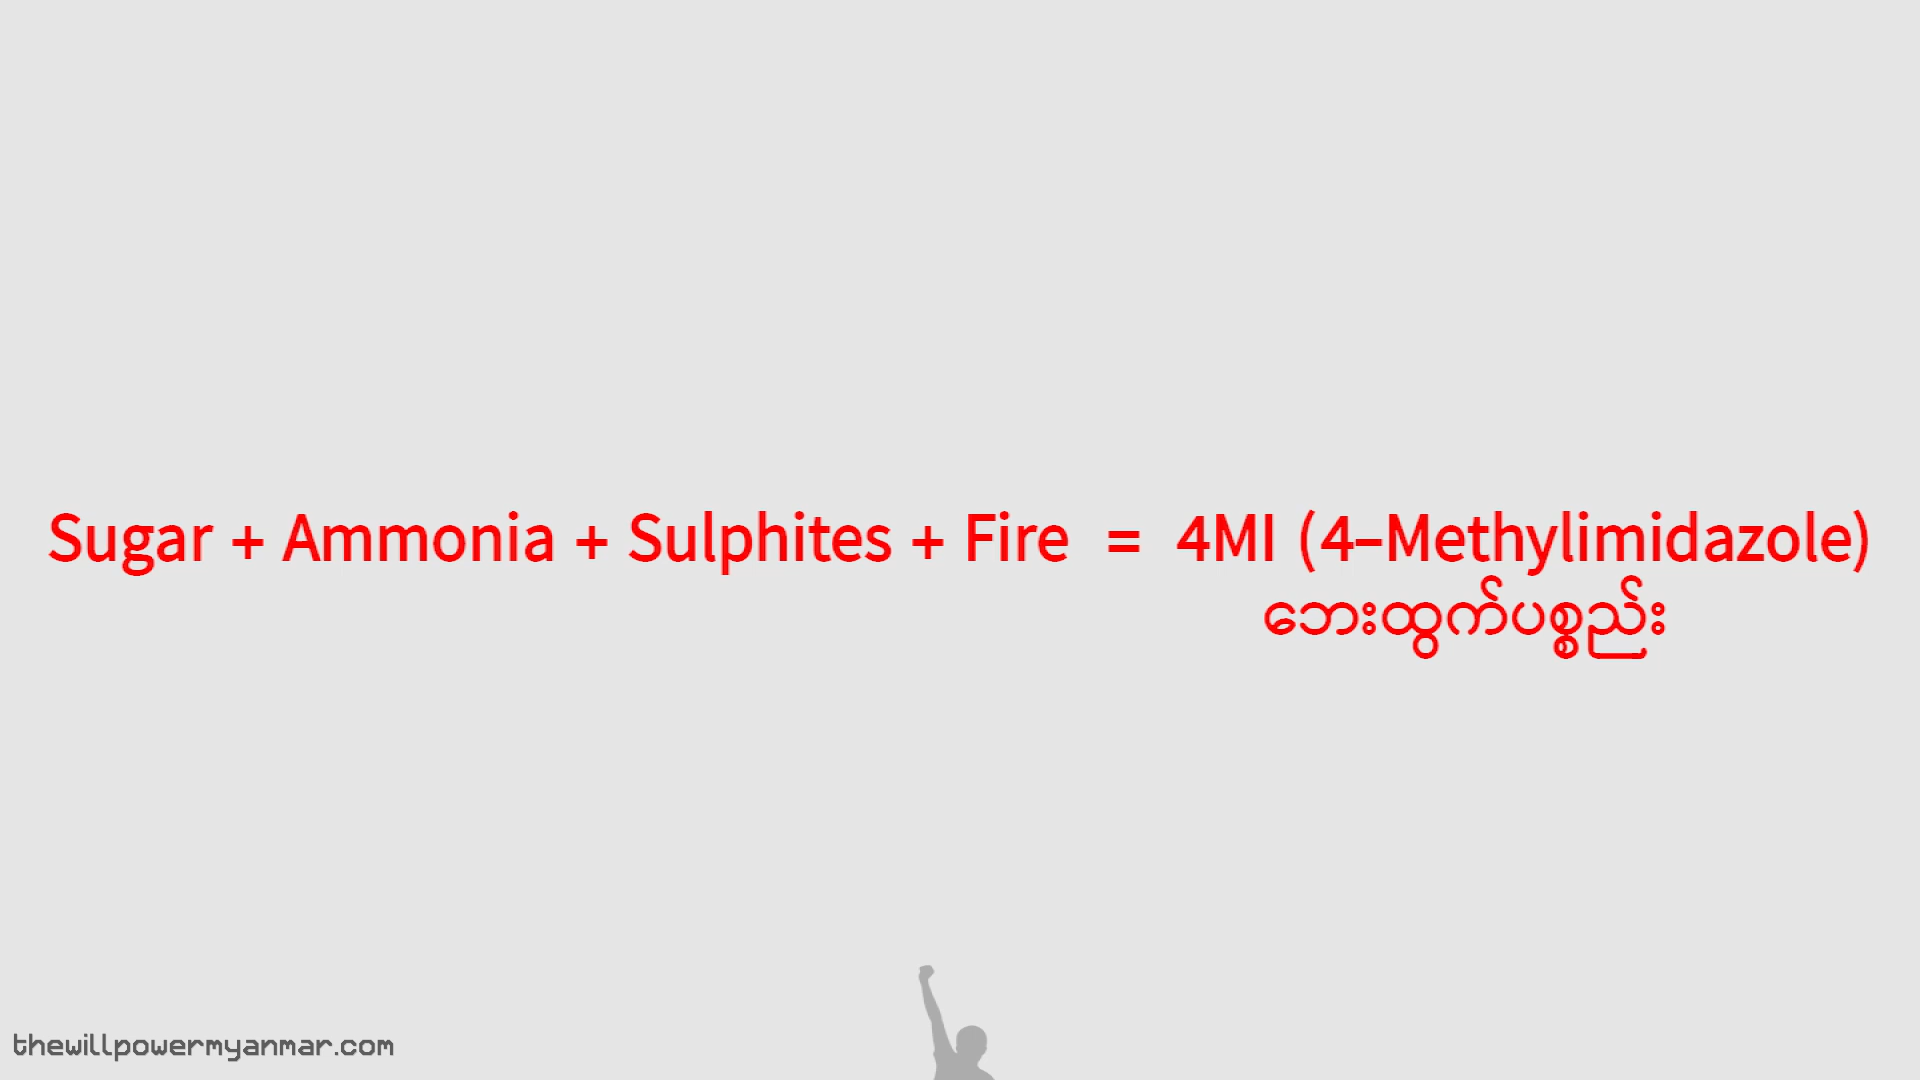 Sugar + Ammonia + Sulphites + Fire = 4MI (4–Methylimidazole)
ဘေးထွက်ပစ္စည်း
thewillpowermyanmar.com